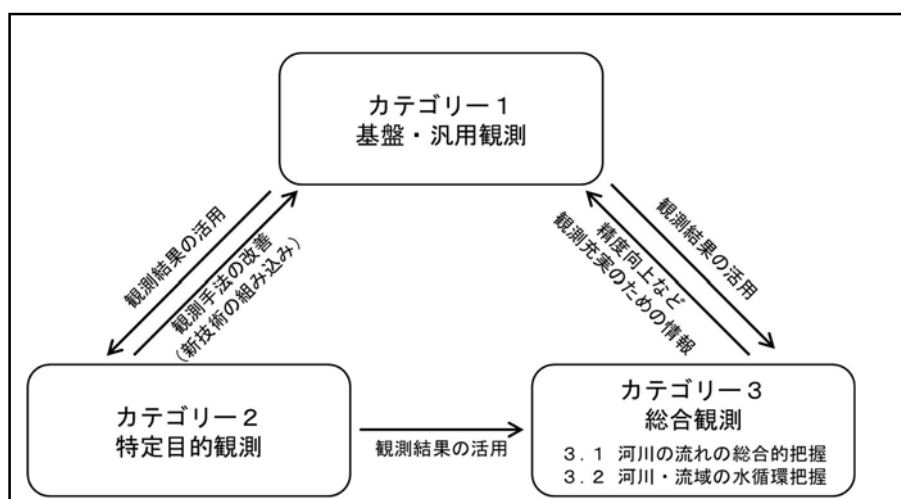 カテゴリー１
基盤・汎用観測
観測結果の活用
観測手法の改善
（新技術の組み込み）
観測結果の活用
精度向上など
観測充実のための情報
カテゴリー２
特定目的観測
観測結果の活用
カテゴリー３
総合観測
３.１ 河川の流れの総合的把握
３.２ 河川・流域の水循環把握